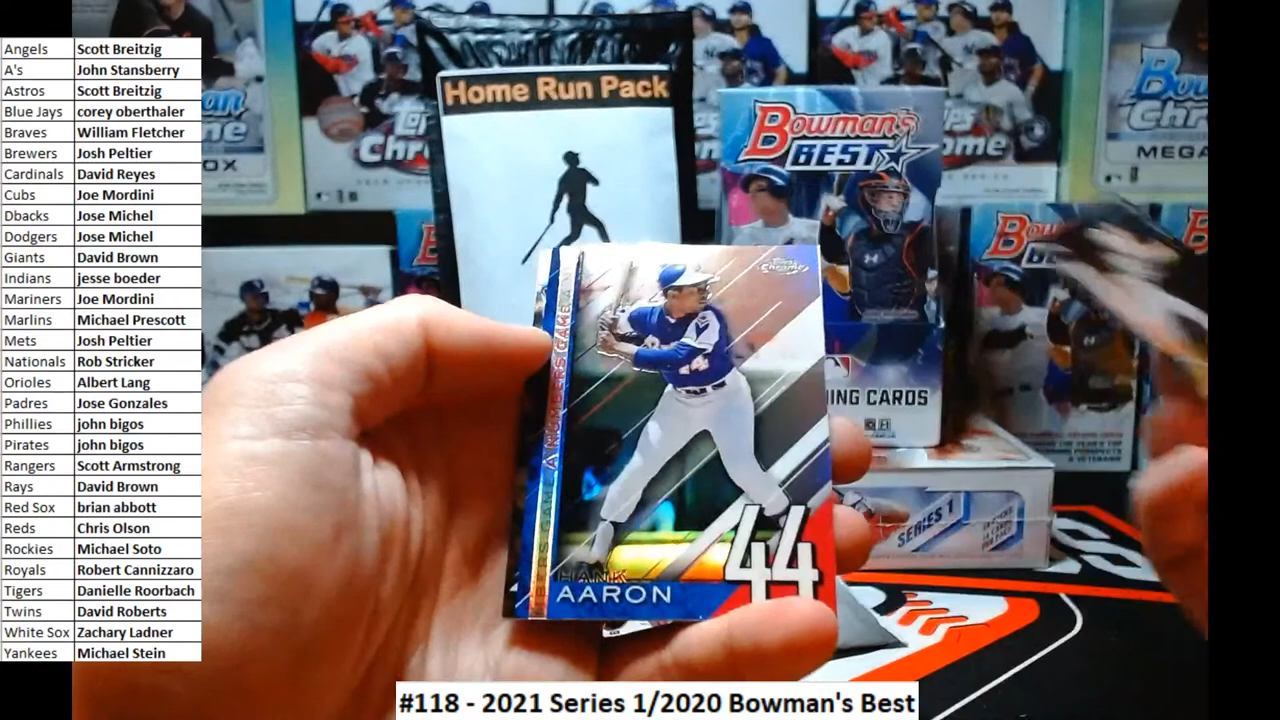 Angels Scott Breitzig
A's John Stansberry
Astros Scott Breitzig
Blue Jays corey oberthaler
Braves William Fletcher
Brewers Josh Peltier
Cardinals David Reyes
Cubs Joe Mordini
Dbacks Jose Michel
Dodgers Jose Michel
Giants David Brown
Indians jesse boeder
Mariners Joe Mordini
Marlins Michael Prescott
Mets Josh Peltier
Nationals Rob Stricker
Orioles Albert Lang
Padres Jose Gonzales
Phillies john bigos
Pirates john bigos
Rangers Scott Armstrong
Rays David Brown
Red Sox brian abbott
Reds Chris Olson
Rockies Michael Soto
Royals Robert Cannizzaro
Tigers Danielle Roorbach
Twins David Roberts
White Sox Zachary Ladner
Yankees Michael Stein
Home Run Pack
BOWMAN'S
BEST
MEGA
ING CARDS
SERIES 1
Topps
Chrome
A NUMBERS GAME
44
HANK
AARON
#118 - 2021 Series 1/2020 Bowman's Best